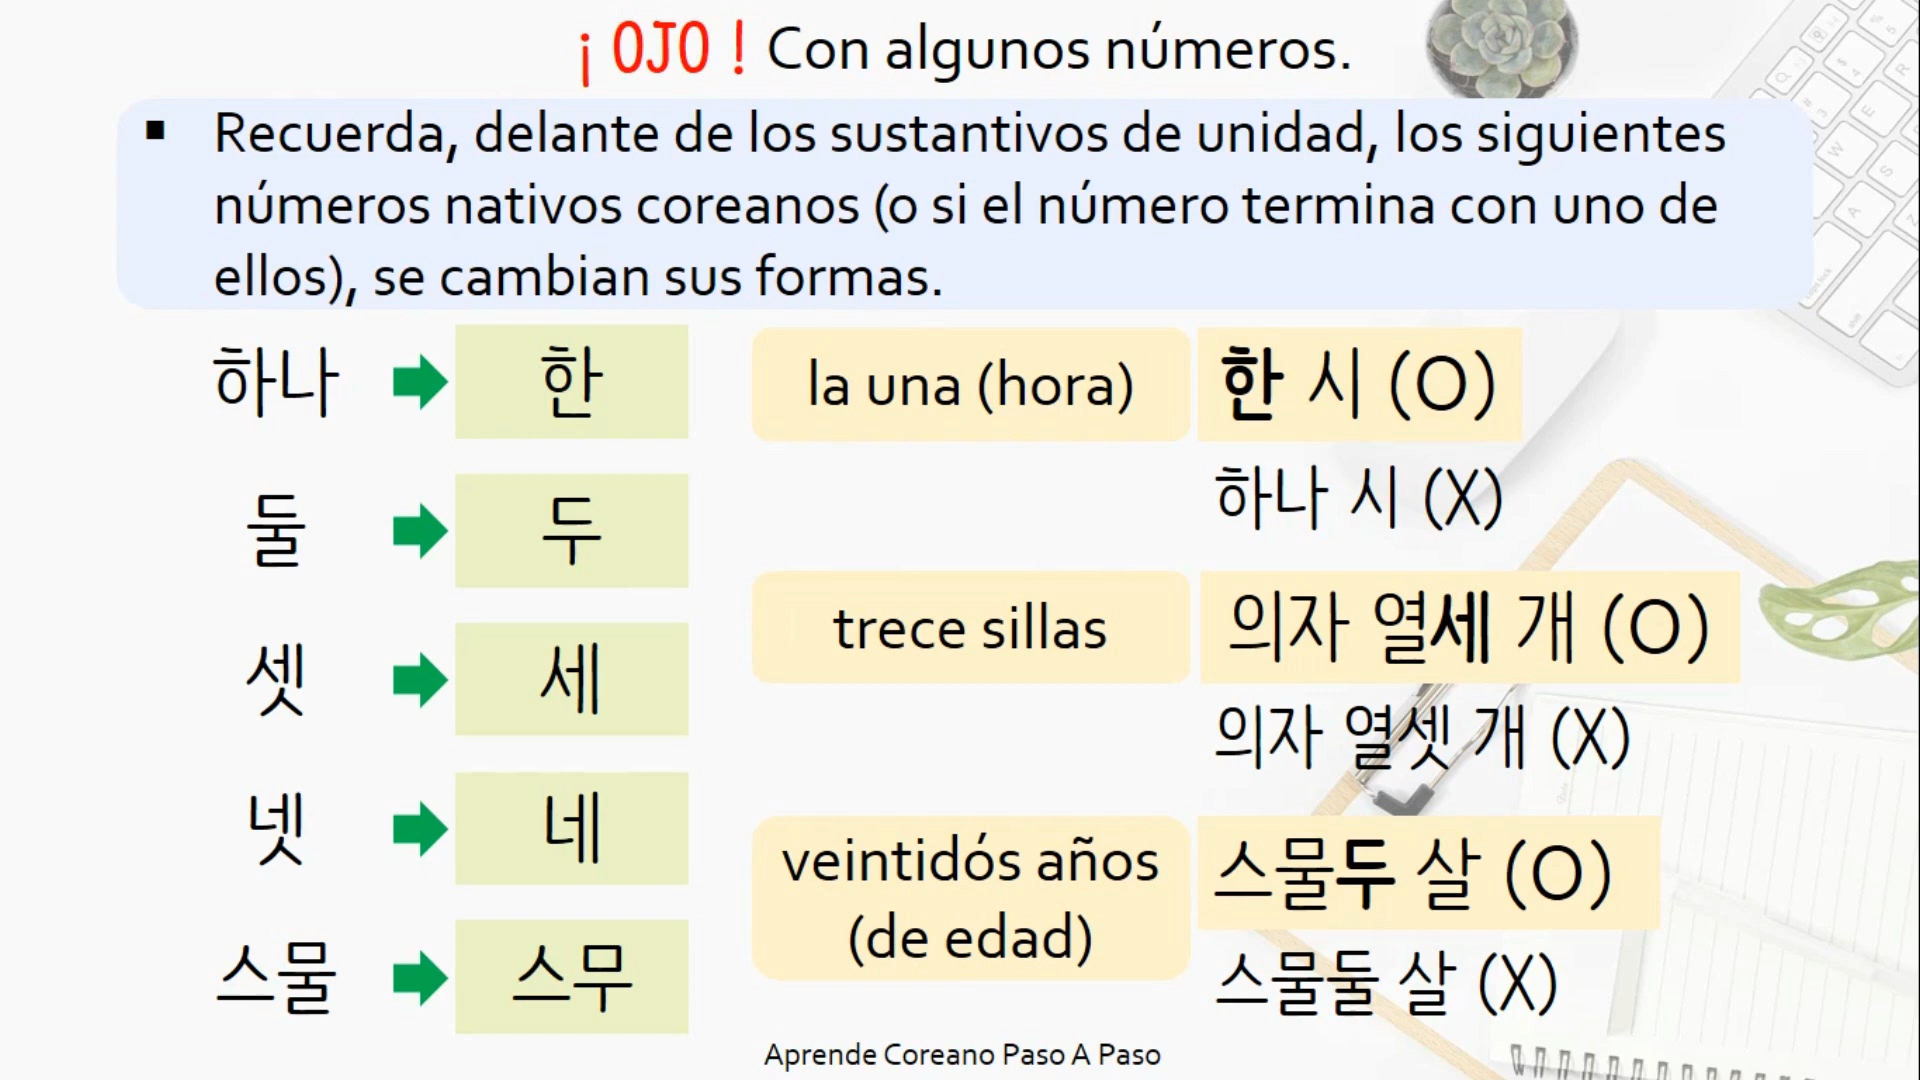 ¡ OJO ! Con algunos números.
▪ Recuerda, delante de los sustantivos de unidad, los siguientes
números nativos coreanos (o si el número termina con uno de
ellos), se cambian sus formas.
하나 → 한
둘 → 두
셋 → 세
넷 → 네
스물 → 스무
la una (hora) 한 시 (O)
하나 시 (X)
trece sillas 의자 열세 개 (O)
의자 열셋 개 (X)
veintidós años
(de edad)
스물두 살 (O)
스물둘 살 (X)
Aprende Coreano Paso A Paso